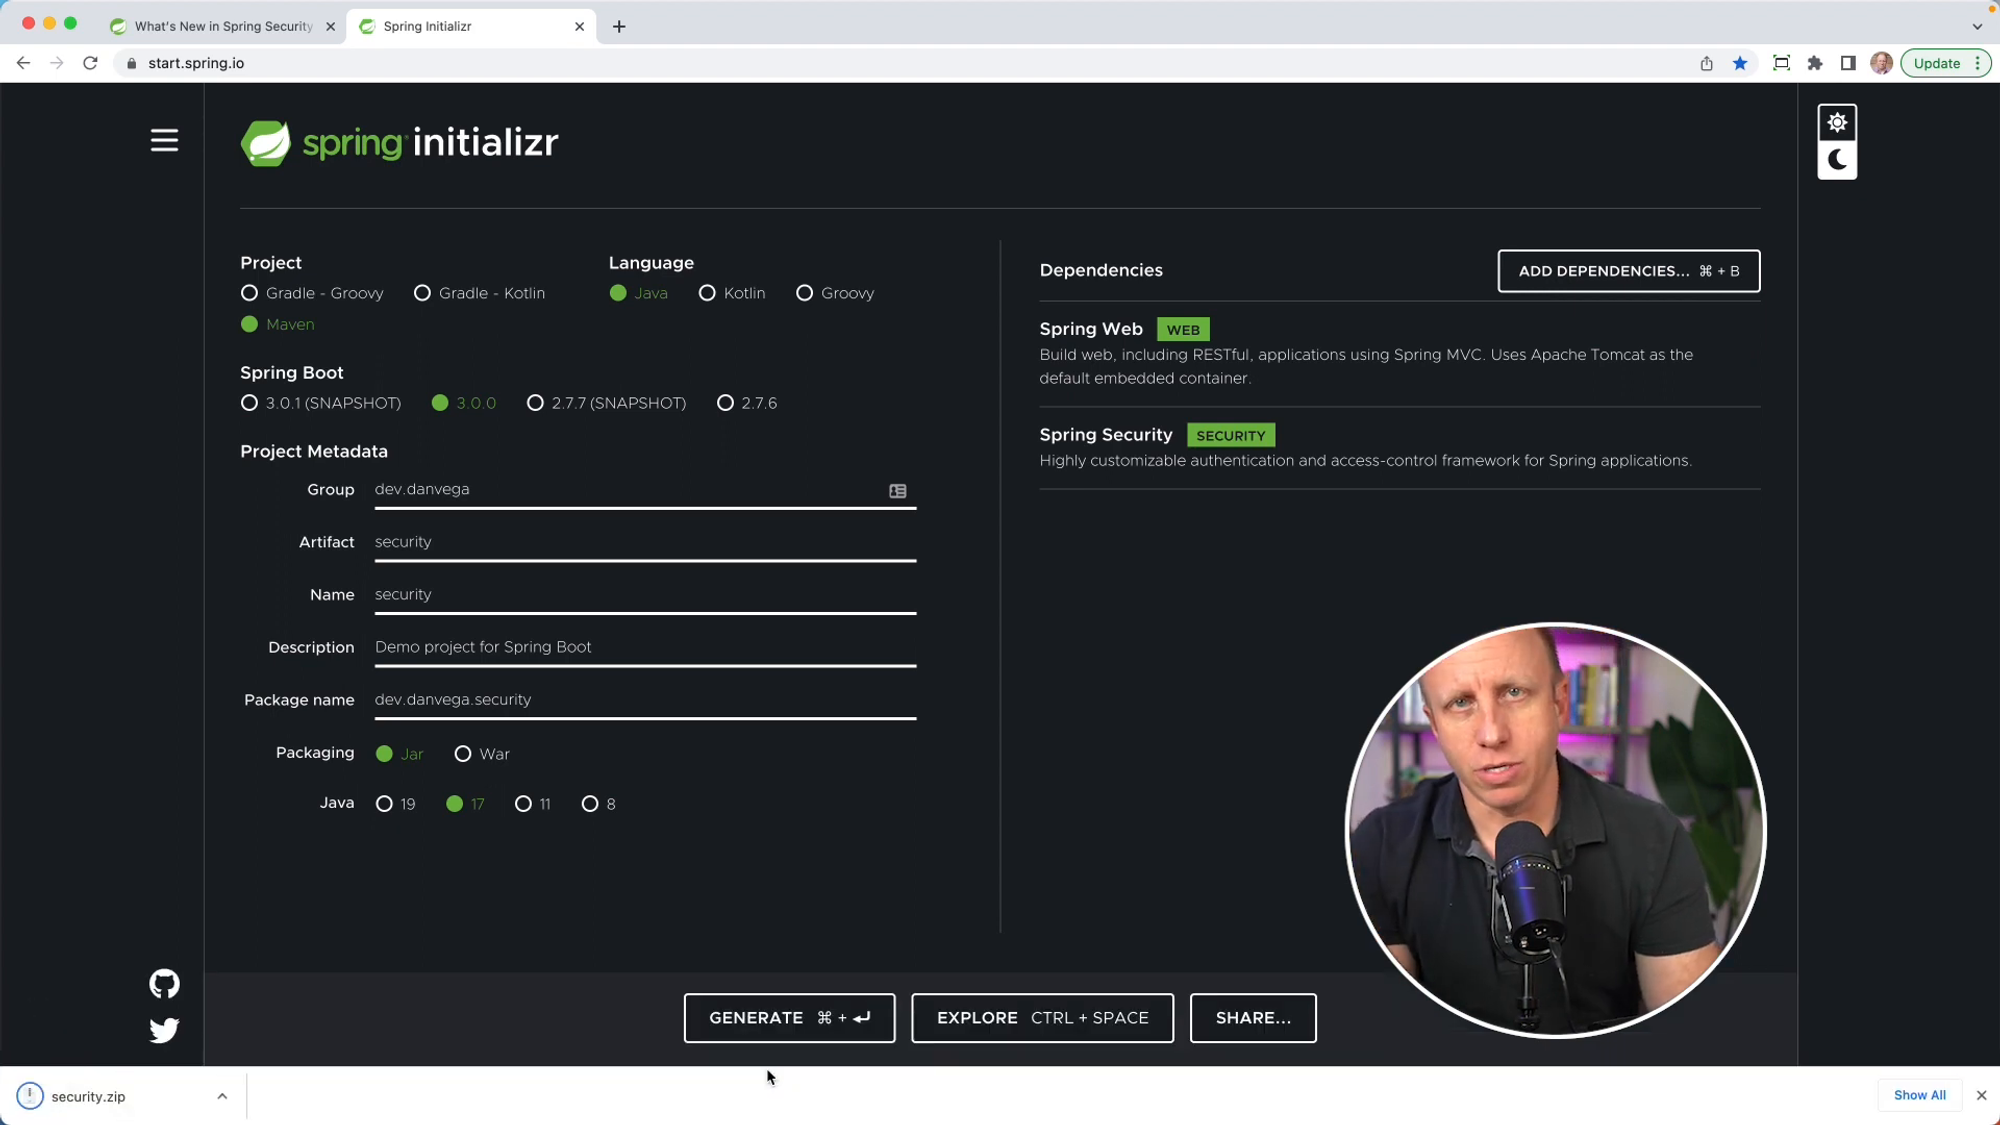 What's New in Spring Security
Spring Initializr
start.spring.io
Update
spring initializr
Project
Gradle - Groovy
Gradle - Kotlin
Maven
Language
Java
Kotlin
Groovy
Spring Boot
3.0.1 (SNAPSHOT)
3.0.0
2.7.7 (SNAPSHOT)
2.7.6
Project Metadata
Group
dev.danvega
Artifact
security
Name
security
Description
Demo project for Spring Boot
Package name
dev.danvega.security
Packaging
Jar
War
Java
19
17
11
8
Dependencies
ADD DEPENDENCIES... ⌘ + B
Spring Web WEB
Build web, including RESTful, applications using Spring MVC. Uses Apache Tomcat as the
default embedded container.
Spring Security SECURITY
Highly customizable authentication and access-control framework for Spring applications.
GENERATE ⌘ + ↵
EXPLORE CTRL + SPACE
SHARE...
security.zip
Show All